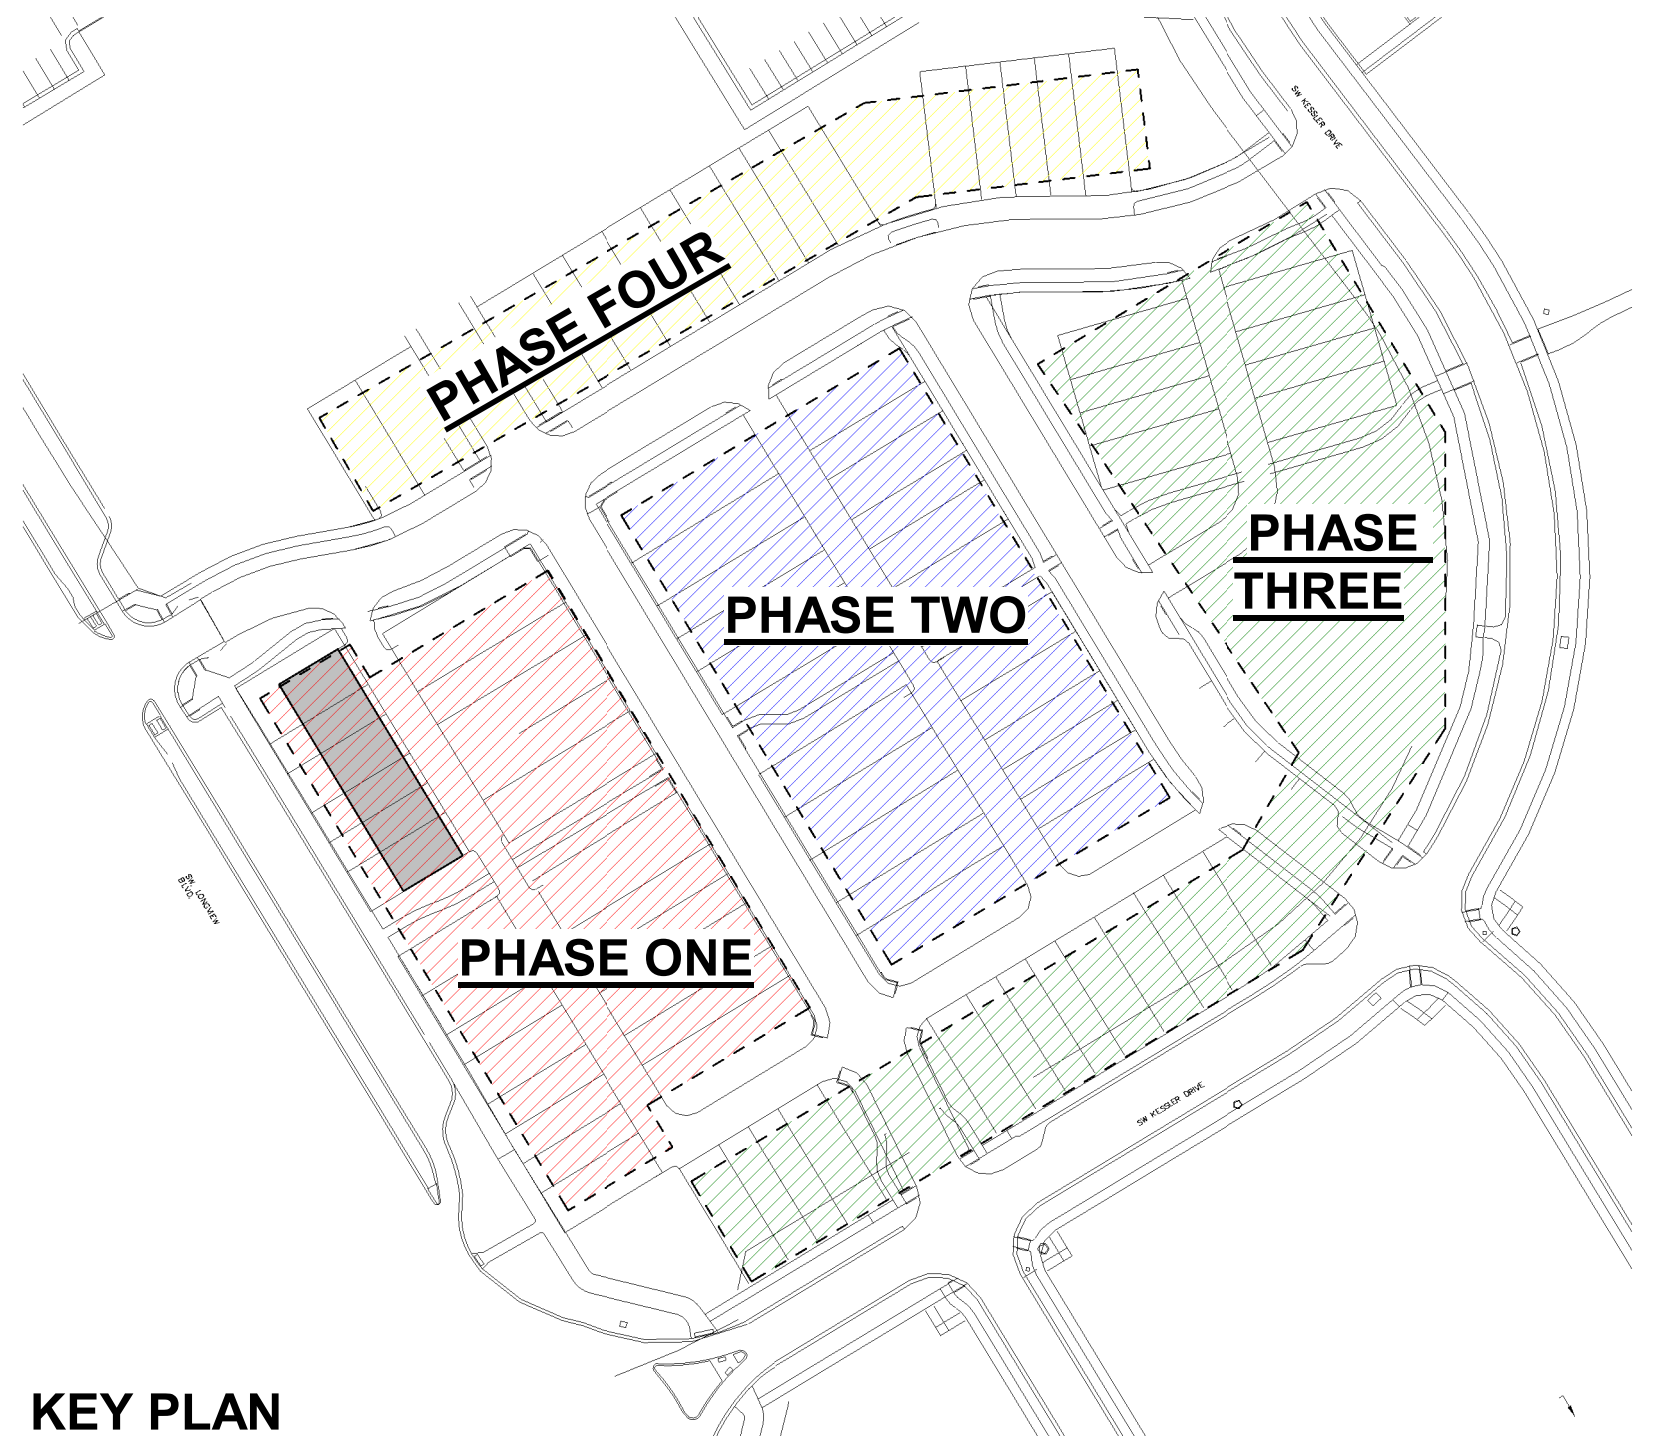 SW KESSLER DRIVE
PHASE FOUR
PHASE
THREE
PHASE TWO
SW LONGVIEW
BLVD.
PHASE ONE
SW KESSLER DRIVE
KEY PLAN